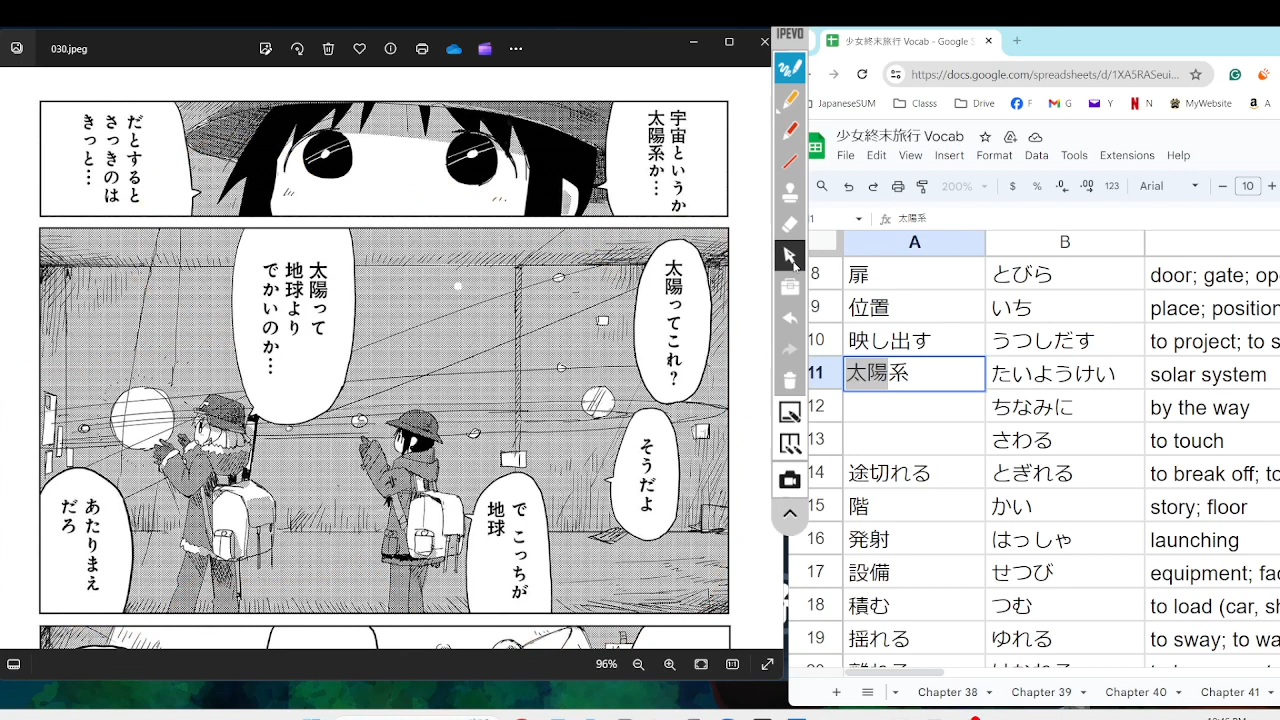 030.jpeg
宇宙というか
太陽系か…
だとすると
さっきのは
きっと…
太陽ってこれ？
そうだよ
で こっちが
地球
太陽って
地球より
でかいのか…
あたりまえ
だろ
96%
IPEVO
少女終末旅行 Vocab - Google S
https://docs.google.com/spreadsheets/d/1XA5RASeui...
JapaneseSUM
Classs
Drive
F
G
Y
N
MyWebsite
A
少女終末旅行 Vocab
File Edit View Insert Format Data Tools Extensions Help
200% $ % .0 .00 123 Arial 10
太陽系
A B
8 扉 とびら door; gate; op
9 位置 いち place; position
10 映し出す うつしだす to project; to s
11 太陽系 たいようけい solar system
12 ちなみに by the way
13 さわる to touch
14 途切れる とぎれる to break off; to
15 階 かい story; floor
16 発射 はっしゃ launching
17 設備 せつび equipment; fac
18 積む つむ to load (car, sh
19 揺れる ゆれる to sway; to wa
Chapter 38 Chapter 39 Chapter 40 Chapter 41